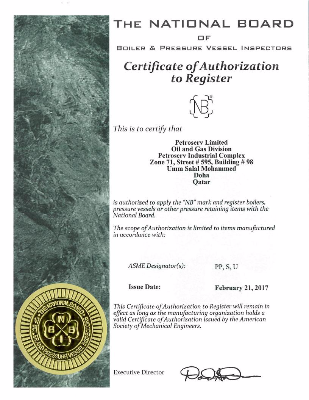 THE NATIONAL BOARD
OF
BOILER & PRESSURE VESSEL INSPECTORS
Certificate of Authorization
to Register
NB
This is to certify that
Petroserv Limited
Oil and Gas Division
Petroserv Industrial Complex
Zone 71, Street # 595, Building # 98
Umm Salal Mohammed
Doha
Qatar
is authorized to apply the "NB" mark and register boilers,
pressure vessels or other pressure retaining items with the
National Board.
The scope of Authorization is limited to items manufactured
in accordance with:
ASME Designator(s): PP, S, U
Issue Date: February 21, 2017
This Certificate of Authorization to Register will remain in
effect as long as the manufacturing organization holds a
valid Certificate of Authorization issued by the American
Society of Mechanical Engineers.
Executive Director